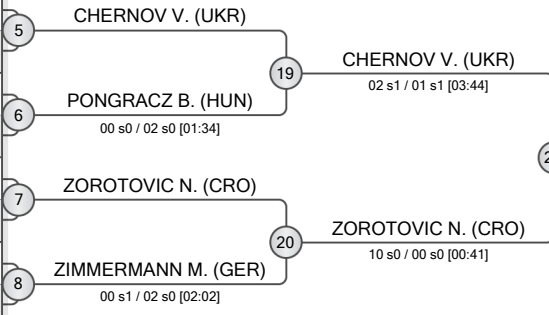 CHERNOV V. (UKR)
5
19
CHERNOV V. (UKR)
02 s1 / 01 s1 [03:44]
PONGRACZ B. (HUN)
6
00 s0 / 02 s0 [01:34]
2
ZOROTOVIC N. (CRO)
7
20
ZOROTOVIC N. (CRO)
10 s0 / 00 s0 [00:41]
ZIMMERMANN M. (GER)
8
00 s1 / 02 s0 [02:02]